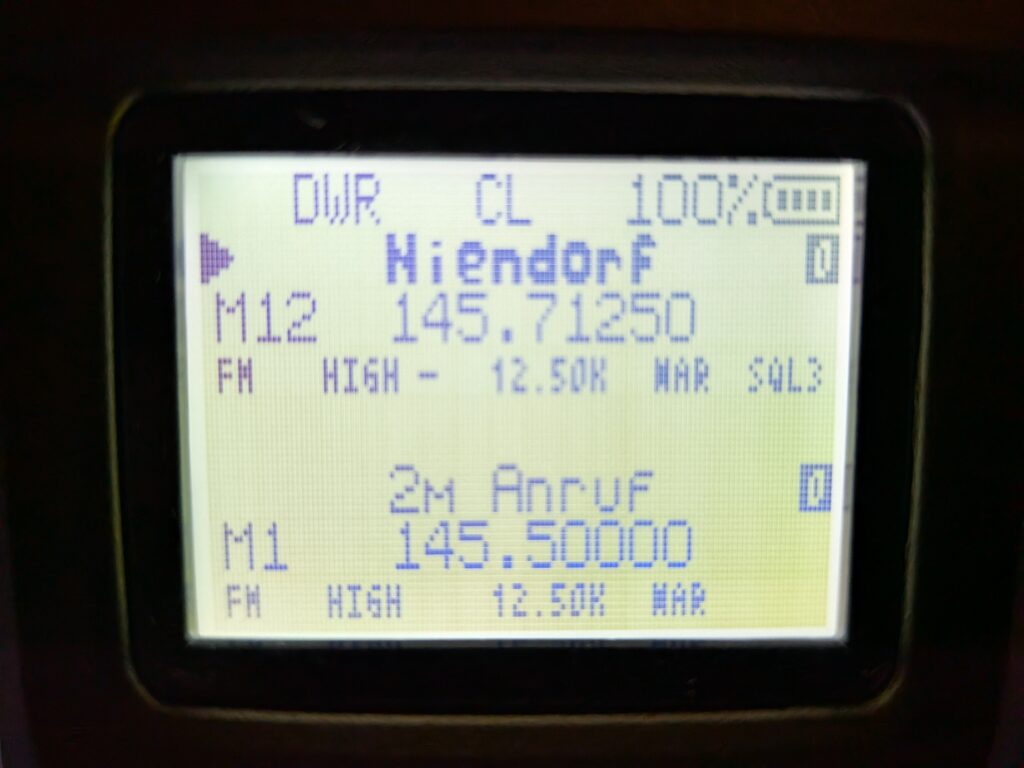 DWR CL 100%
Niendorf
M12 145.71250
FM HIGH - 12.50K NAR SQL3
2m Anruf
M1 145.50000
FM HIGH 12.50K NAR